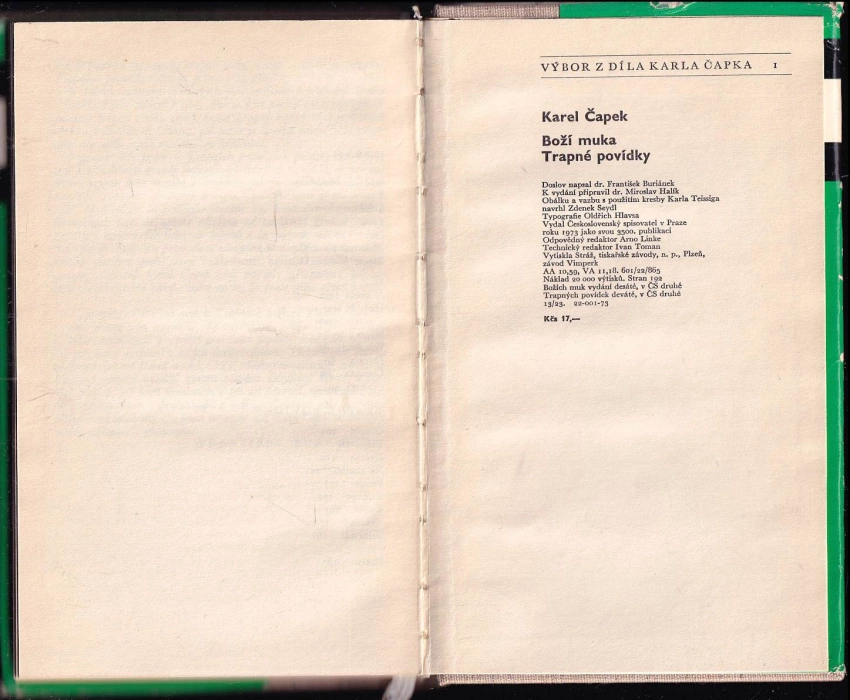 VÝBOR Z DÍLA KARLA ČAPKA 1
Karel Čapek
Boží muka
Trapné povídky
Doslov napsal dr. František Buriánek
K vydání připravil dr. Miroslav Halík
Obálku a vazbu s použitím kresby Karla Teissiga
navrhl Zdenek Seydl
Typografie Oldřich Hlavsa
Vydal Československý spisovatel v Praze
roku 1973 jako svou 3500. publikaci
Odpovědný redaktor Arno Linke
Technický redaktor Ivan Toman
Vytiskla Stráž, tiskařské závody, n. p., Plzeň,
závod Vimperk
AA 10,59, VA 11,18. 601/22/865
Náklad 20 000 výtisků. Stran 192
Božích muk vydání desáté, v ČS druhé
Trapných povídek deváté, v ČS druhé
13/23. 22-001-73
Kčs 17,—